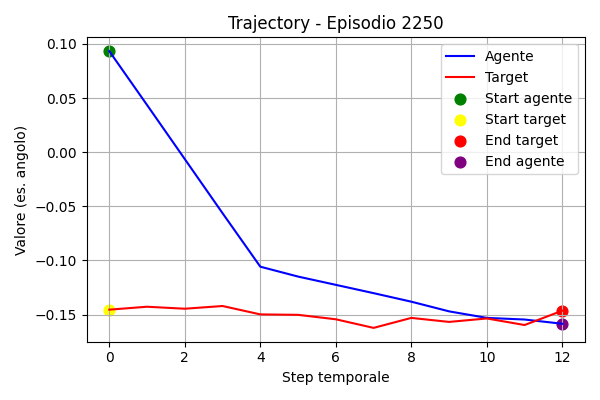 Trajectory - Episodio 2250
Valore (es. angolo)
0.10
0.05
0.00
−0.05
−0.10
−0.15
0 2 4 6 8 10 12
Step temporale
Agente
Target
Start agente
Start target
End target
End agente